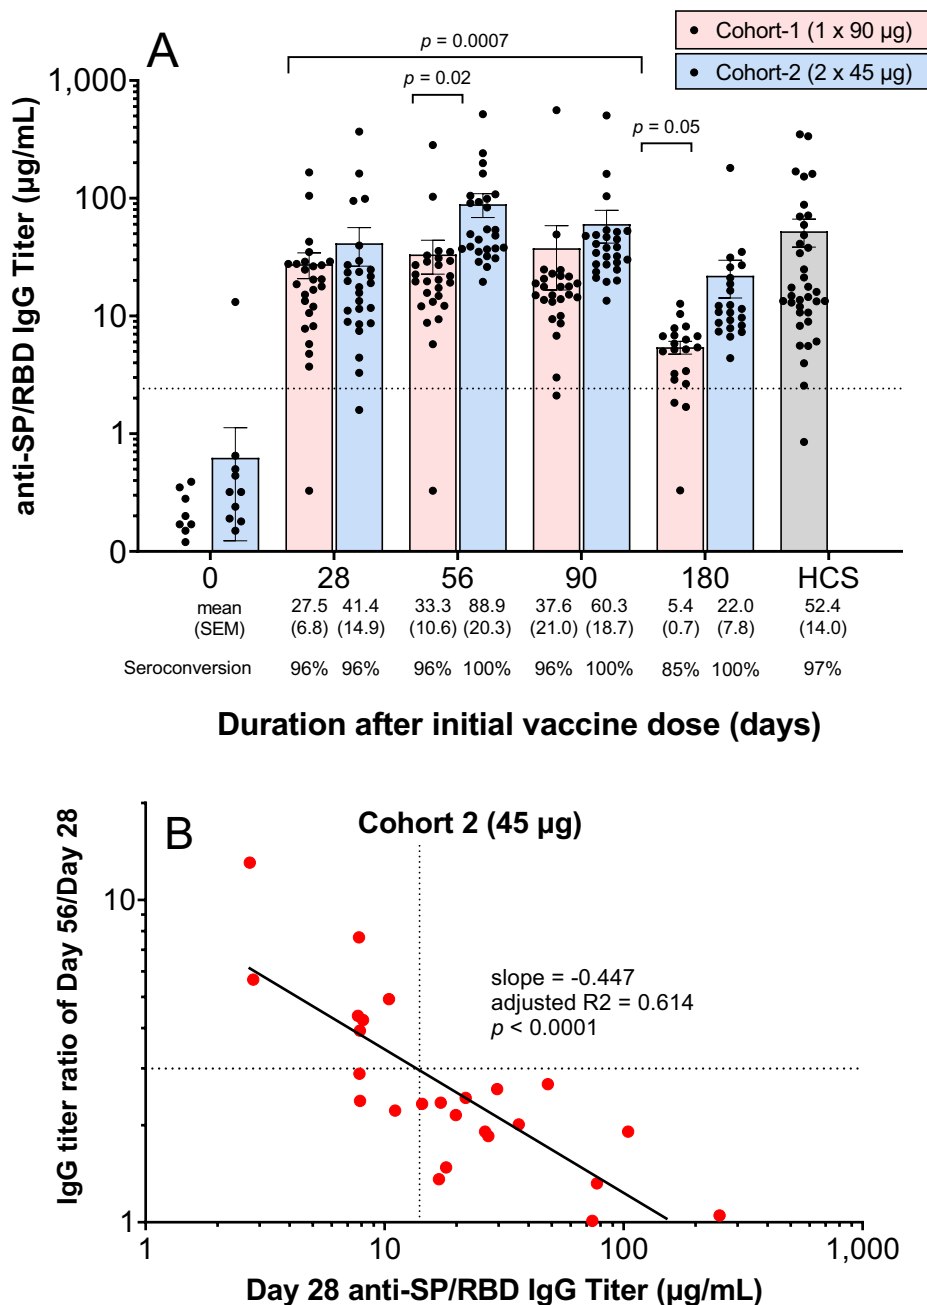 A
p = 0.0007
Cohort-1 (1 x 90 µg)
Cohort-2 (2 x 45 µg)
p = 0.02
p = 0.05
anti-SP/RBD IgG Titer (µg/mL)
1,000
100
10
1
0
0 28 56 90 180 HCS
mean 27.5 41.4 33.3 88.9 37.6 60.3 5.4 22.0 52.4
(SEM) (6.8) (14.9) (10.6) (20.3) (21.0) (18.7) (0.7) (7.8) (14.0)
Seroconversion 96% 96% 96% 100% 96% 100% 85% 100% 97%
Duration after initial vaccine dose (days)
B
Cohort 2 (45 µg)
IgG titer ratio of Day 56/Day 28
10
1
slope = -0.447
adjusted R2 = 0.614
p < 0.0001
1 10 100 1,000
Day 28 anti-SP/RBD IgG Titer (µg/mL)